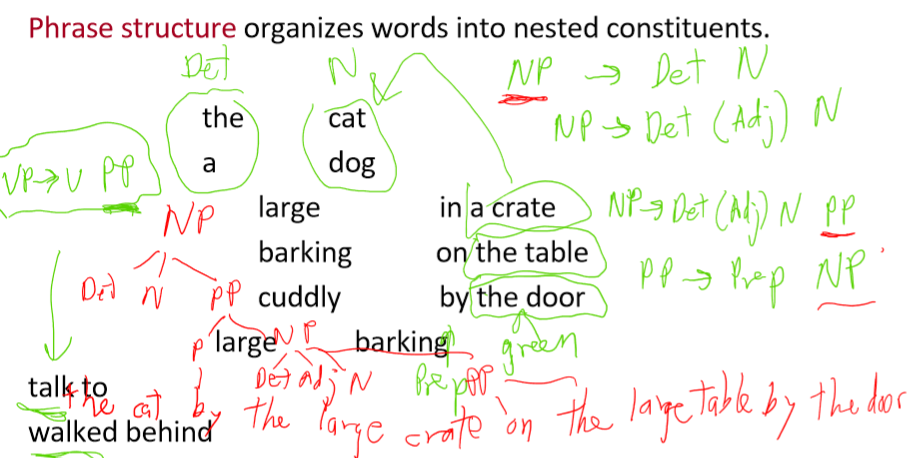 Phrase structure organizes words into nested constituents.
Det N NP → Det N
the cat NP → Det (Adj) N
a dog
VP → V PP
NP large in a crate NP → Det (Adj) N PP
barking on the table
Det N PP cuddly by the door PP → Prep NP
P large NP barking green
talk to Det Adj N Prep PP
the cat by the large crate on the large table by the door
walked behind